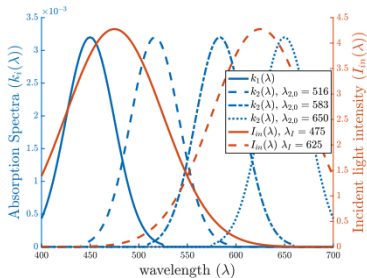 ×10⁻³
3.5
3
2.5
2
1.5
1
0.5
0
Absorption Spectra (k_i(λ))
4.5
4
3.5
3
2.5
2
1.5
1
0.5
0
Incident light intensity (I_in(λ))
k₁(λ)
k₂(λ), λ₂,₀ = 516
k₂(λ), λ₂,₀ = 583
k₂(λ), λ₂,₀ = 650
I_in(λ), λ_I = 475
I_in(λ) λ_I = 625
400 450 500 550 600 650 700
wavelength (λ)